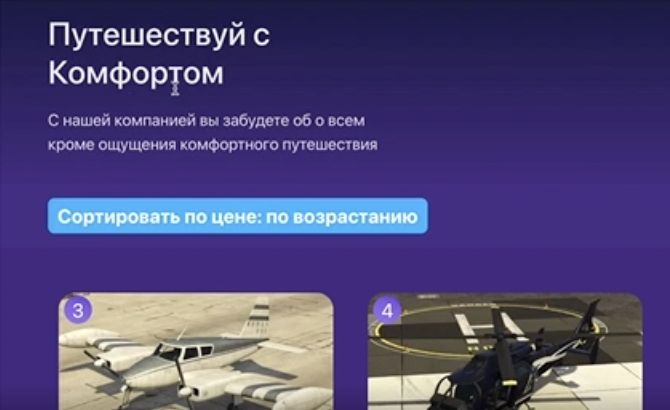 Путешествуй с
Комфортом
С нашей компанией вы забудете об о всем
кроме ощущения комфортного путешествия
Сортировать по цене: по возрастанию
3
4
H